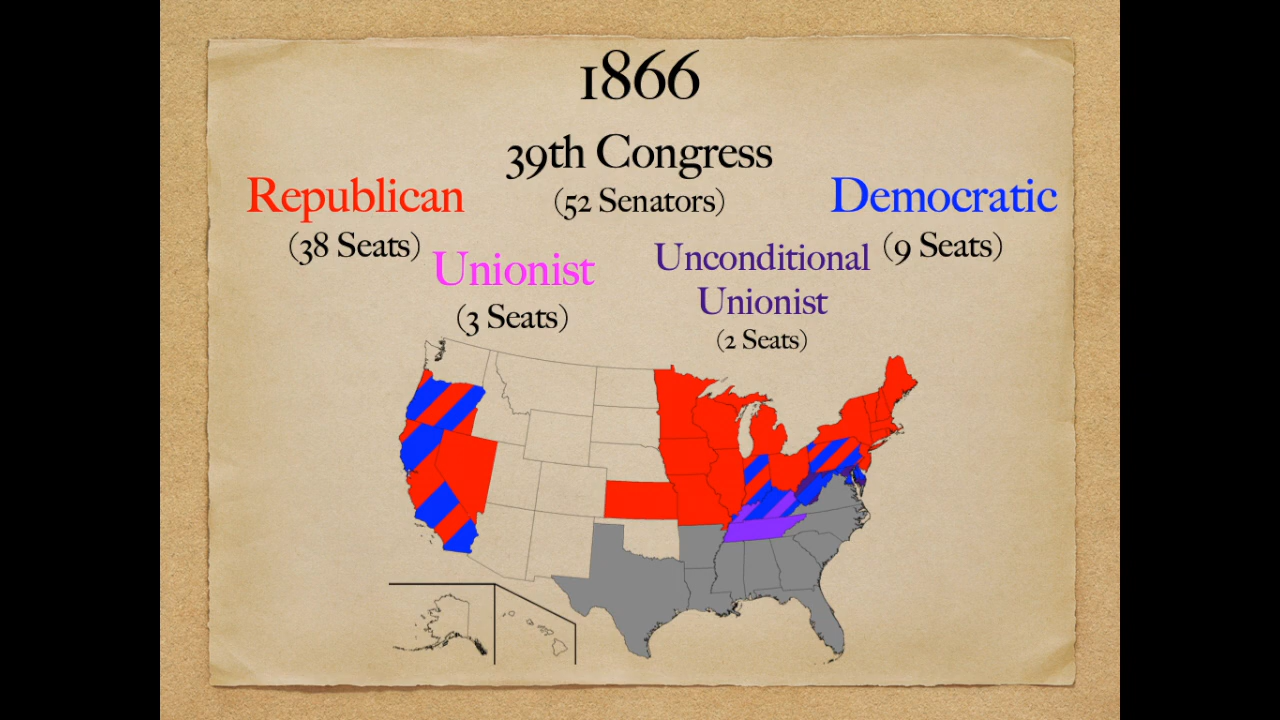 1866
39th Congress
(52 Senators)
Republican
(38 Seats)
Democratic
(9 Seats)
Unionist
(3 Seats)
Unconditional
Unionist
(2 Seats)